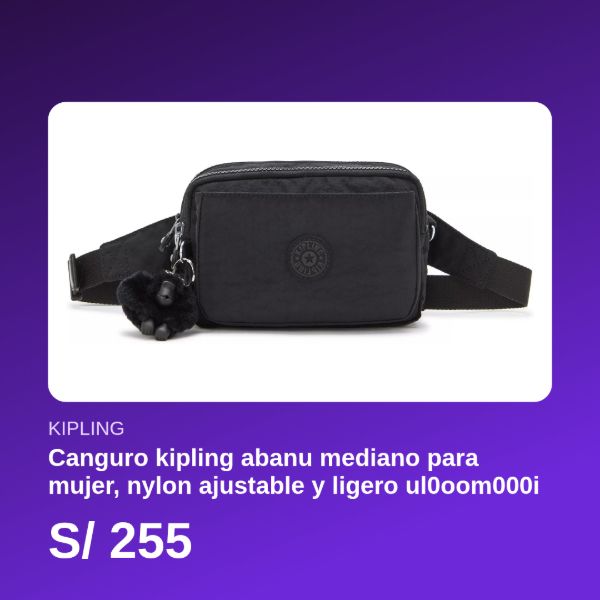 KIPLING
Canguro kipling abanu mediano para
mujer, nylon ajustable y ligero ul0oom000i
S/ 255